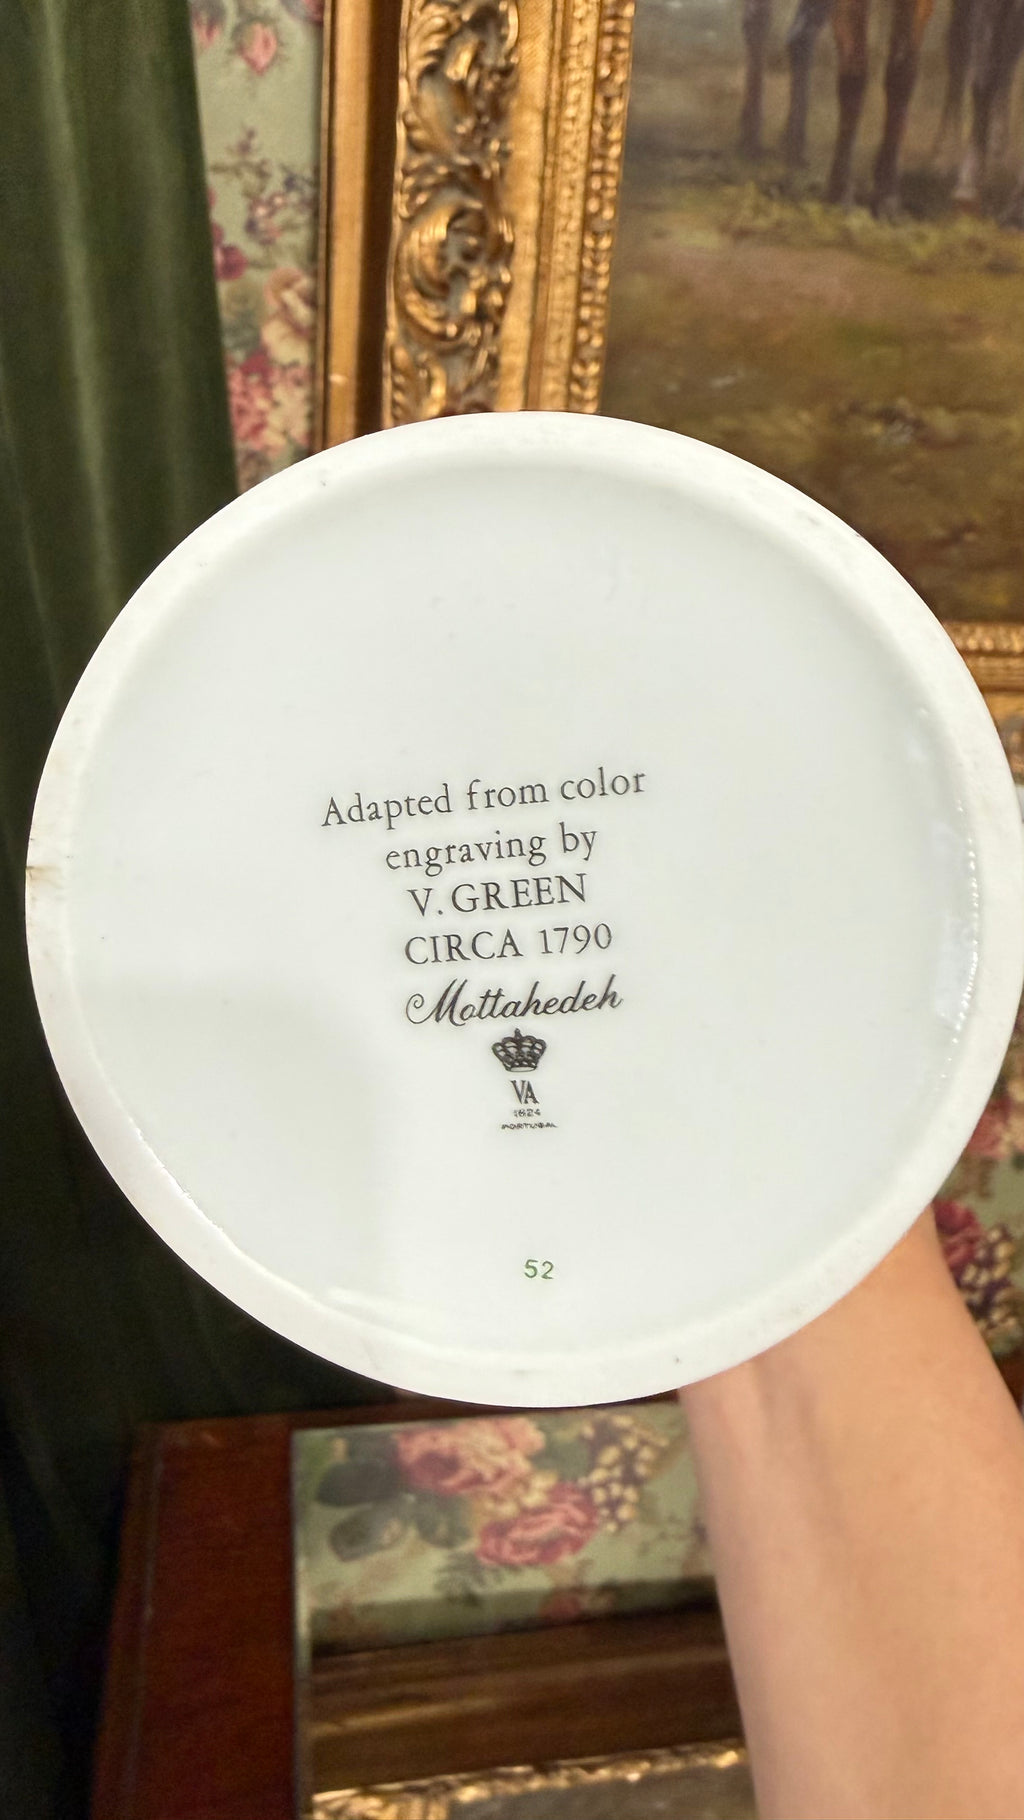 Adapted from color
engraving by
V. GREEN
CIRCA 1790
Mottahedeh
VA
1824
PORTUGAL
52